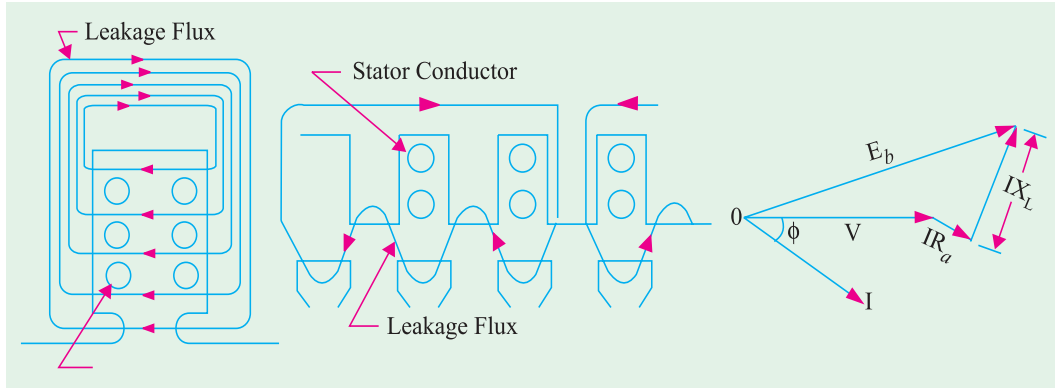 Leakage Flux
Stator Conductor
Leakage Flux
E_b
0
ϕ
V
IR_a
IX_L
I